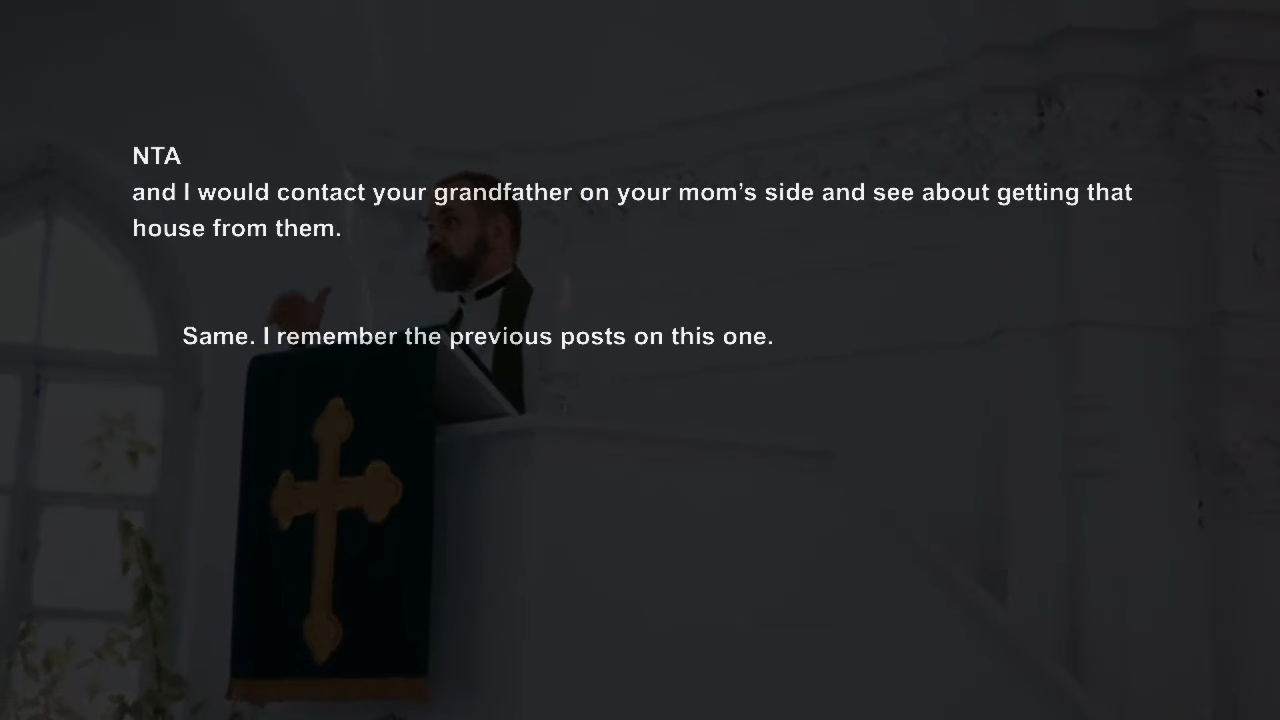 NTA
and I would contact your grandfather on your mom’s side and see about getting that
house from them.
Same. I remember the previous posts on this one.